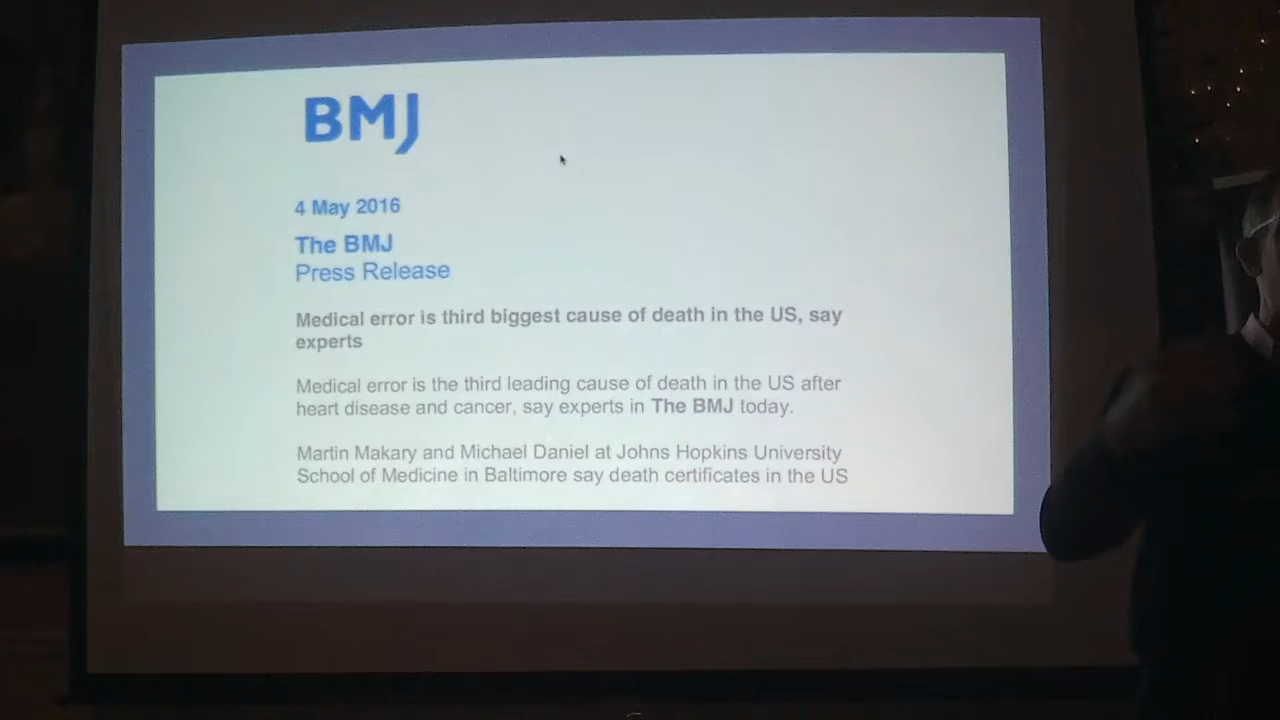 BMJ
4 May 2016
The BMJ
Press Release
Medical error is third biggest cause of death in the US, say
experts
Medical error is the third leading cause of death in the US after
heart disease and cancer, say experts in The BMJ today.
Martin Makary and Michael Daniel at Johns Hopkins University
School of Medicine in Baltimore say death certificates in the US